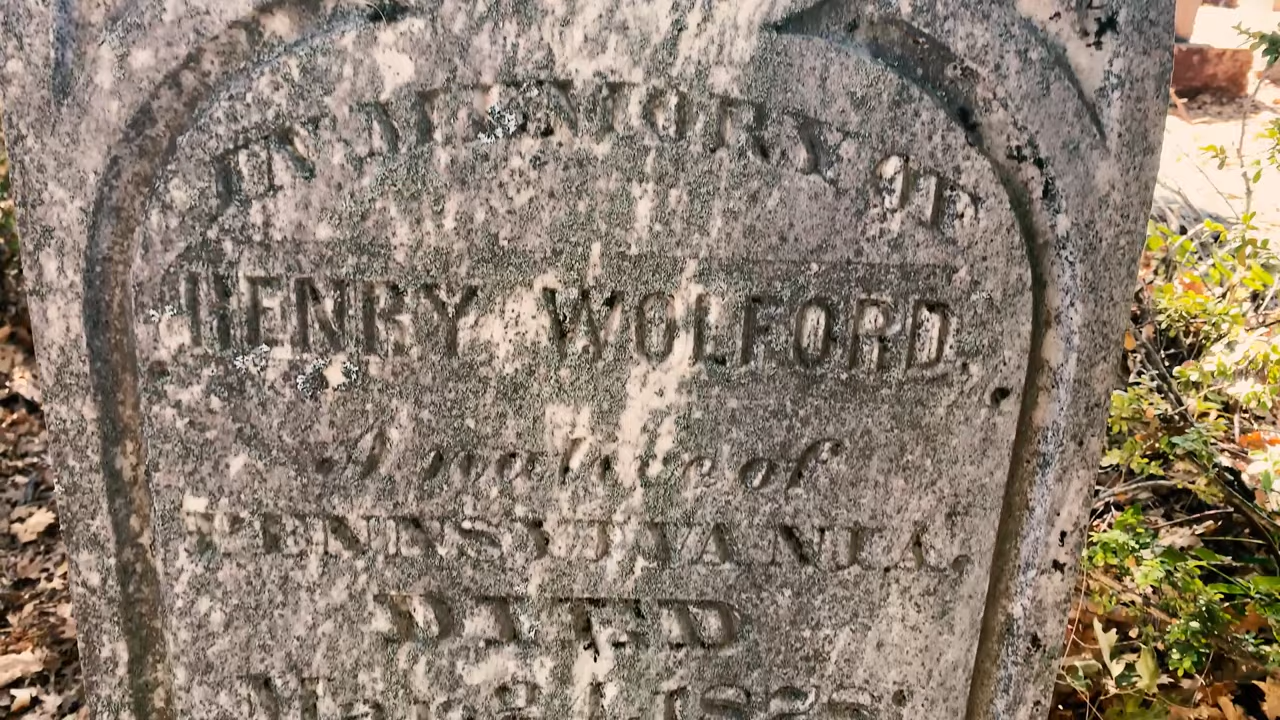 IN MEMORY OF
HENRY WOLFORD.
A native of
PENNSYLVANIA.
DIED